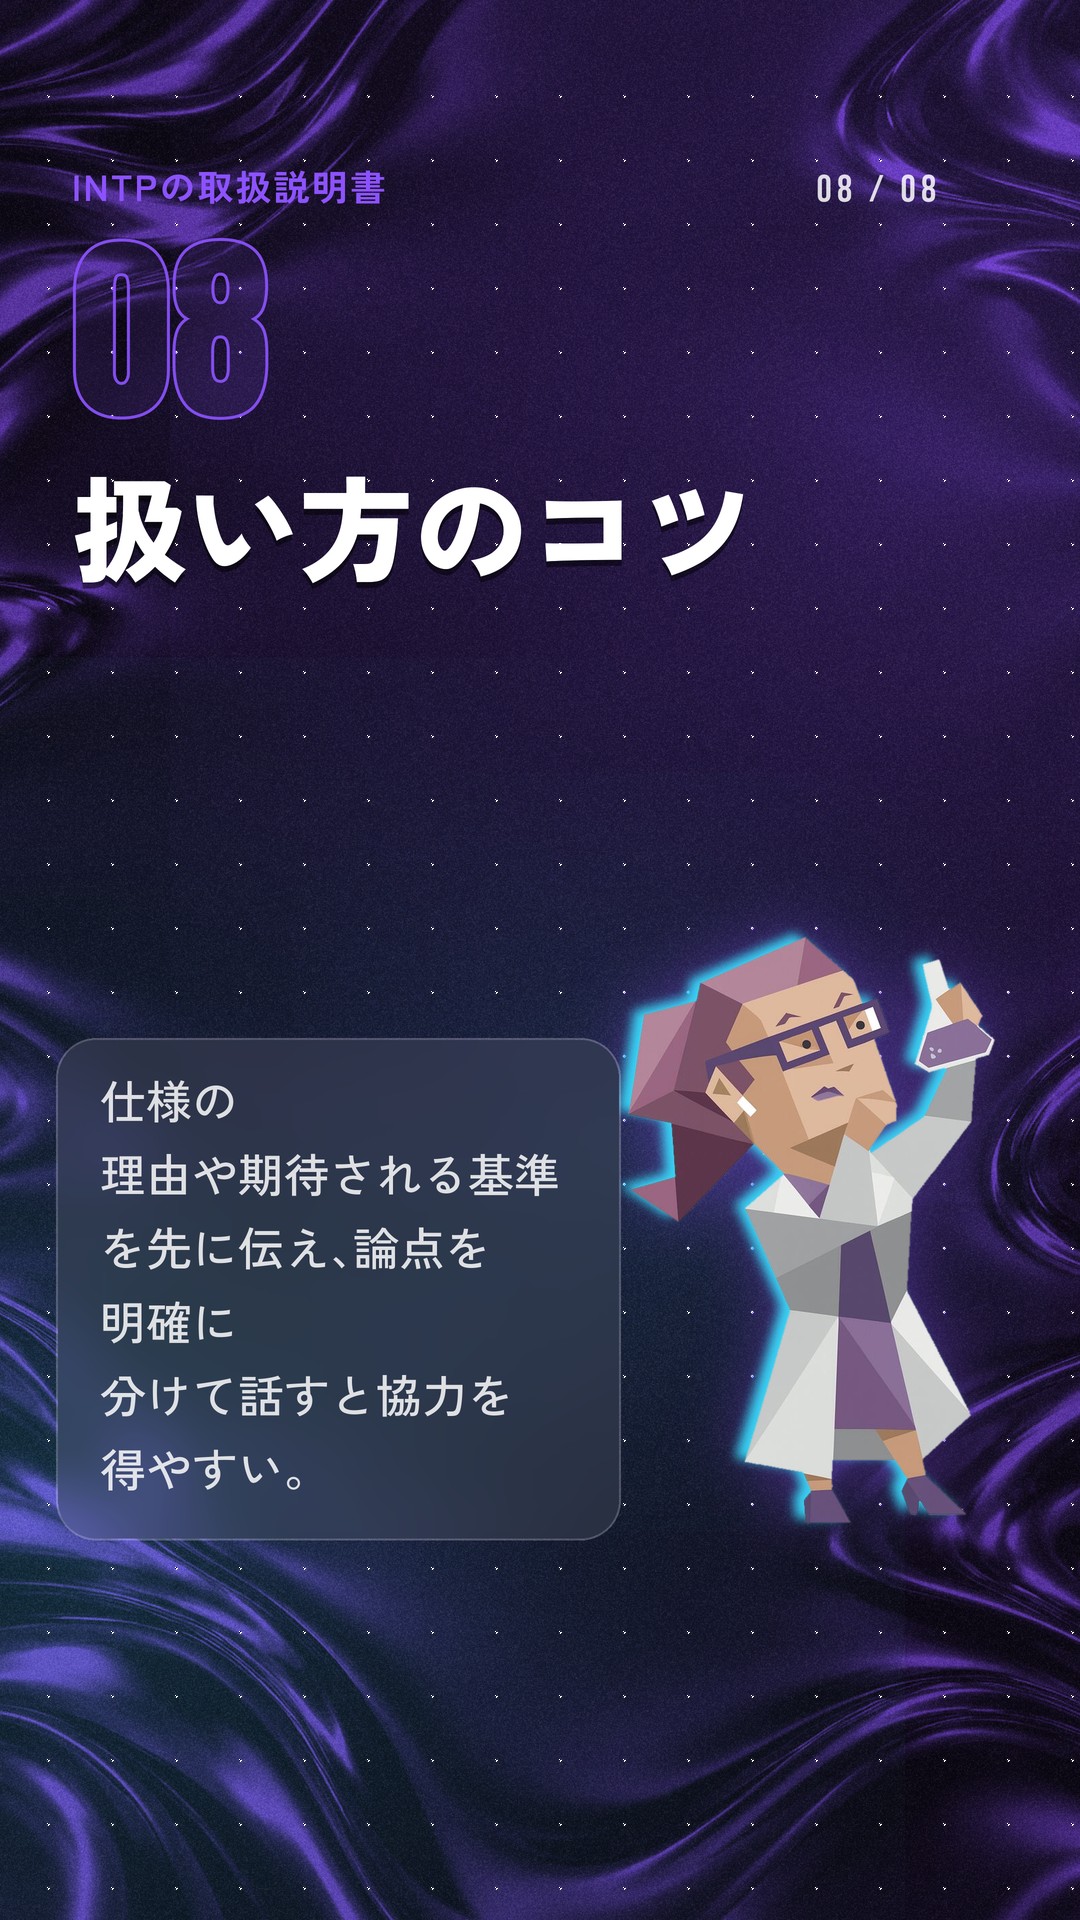 INTPの取扱説明書
08 / 08
08
扱い方のコツ
仕様の
理由や期待される基準
を先に伝え、論点を
明確に
分けて話すと協力を
得やすい。